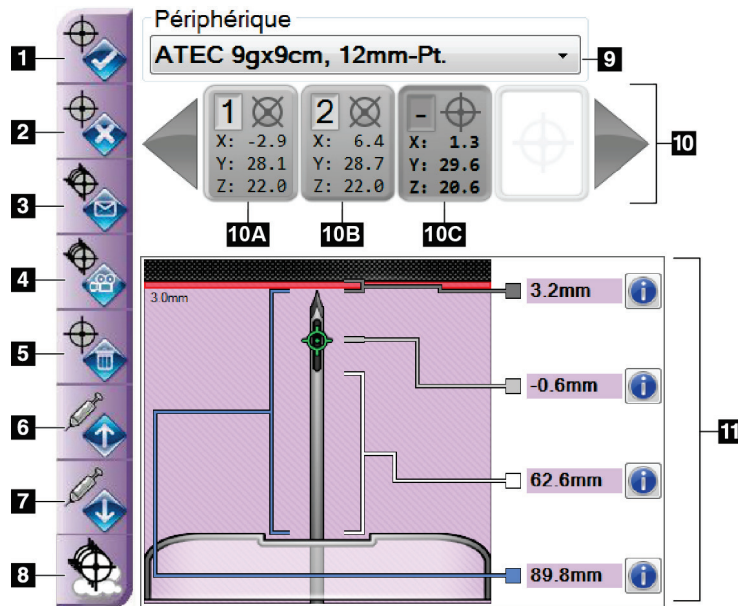 Périphérique
ATEC 9gx9cm, 12mm-Pt.
1
2
3
4
5
6
7
8
9
1
X: -2.9
Y: 28.1
Z: 22.0
2
X: 6.4
Y: 28.7
Z: 22.0
-
X: 1.3
Y: 29.6
Z: 20.6
10
10A
10B
10C
3.0mm
3.2mm
-0.6mm
62.6mm
89.8mm
i
i
i
i
11